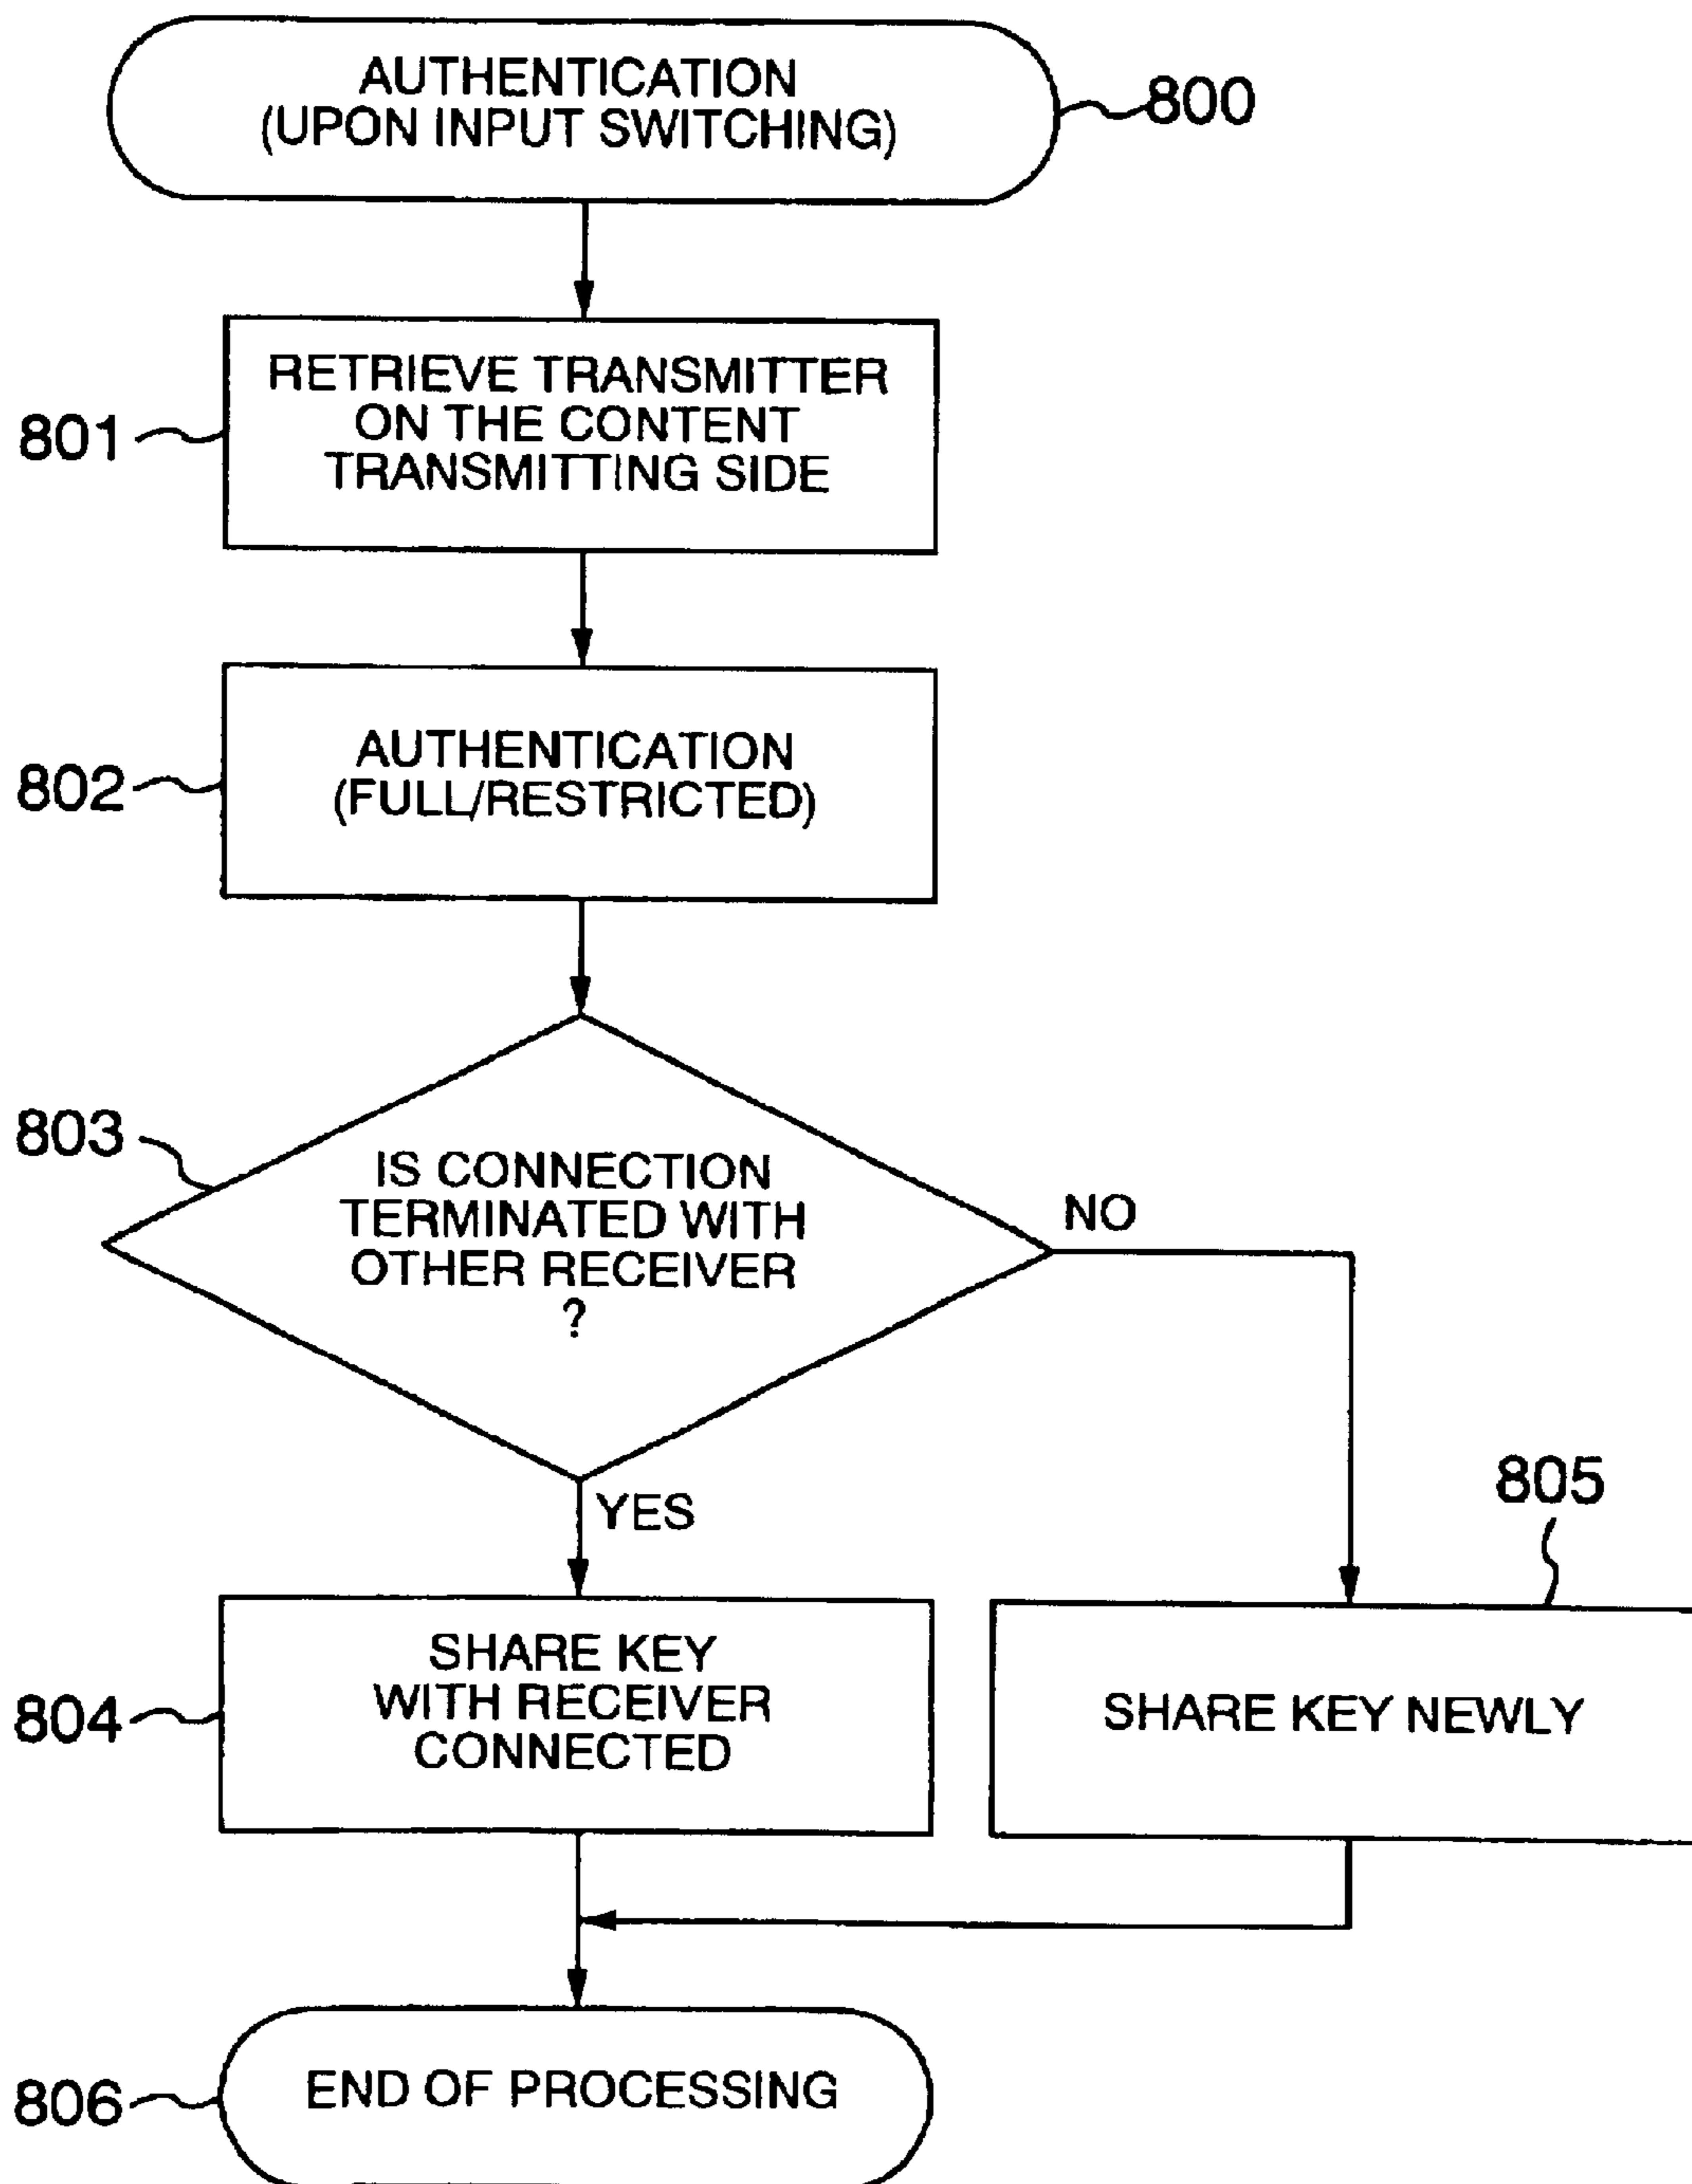 AUTHENTICATION
(UPON INPUT SWITCHING)
800
RETRIEVE TRANSMITTER
ON THE CONTENT
TRANSMITTING SIDE
801
AUTHENTICATION
(FULL/RESTRICTED)
802
803
IS CONNECTION
TERMINATED WITH
OTHER RECEIVER
?
NO
YES
805
SHARE KEY
WITH RECEIVER
CONNECTED
804
SHARE KEY NEWLY
END OF PROCESSING
806